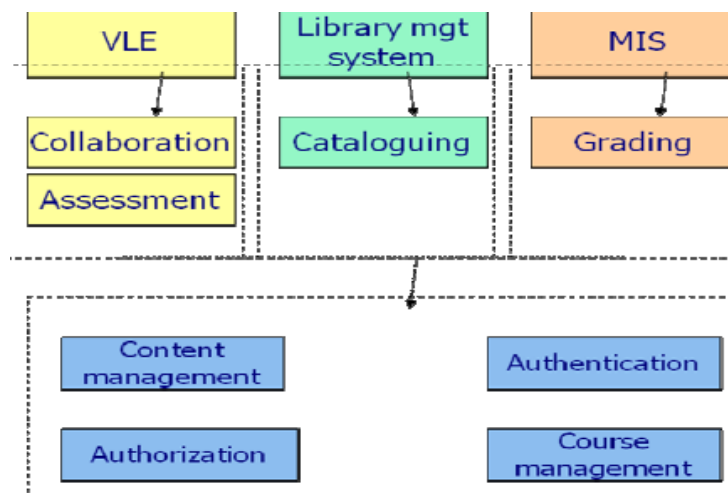 VLE
Library mgt
system
MIS
Collaboration
Cataloguing
Grading
Assessment
Content
management
Authentication
Authorization
Course
management